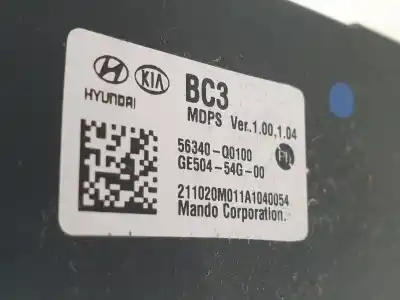 HYUNDAI
KIA
BC3
MDPS Ver.1.00,1.04
56340-Q0100
GE504-54G-00
211020M011A1040054
Mando Corporation.